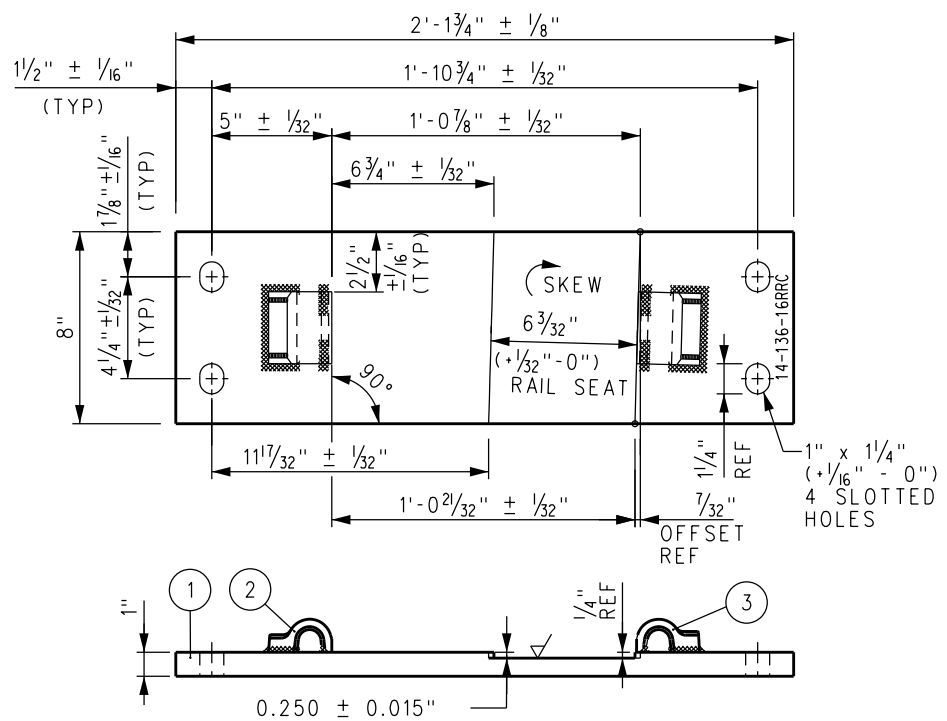 2'-1¾" ± ⅛"
1½" ± 1/16"
(TYP)
1'-10¾" ± 1/32"
5" ± 1/32"
1'-0⅞" ± 1/32"
6¾" ± 1/32"
1⅞" ± 1/16"
(TYP)
2½"
± 1/16"
(TYP)
SKEW
8"
4¼" ± 1/32"
(TYP)
6 3/32"
(+1/32" -0")
RAIL SEAT
90°
14-136-16RRC
1¼"
REF
11 17/32" ± 1/32"
1" x 1¼"
(+1/16" - 0")
4 SLOTTED
HOLES
1'-0 21/32" ± 1/32"
7/32"
OFFSET
REF
1
2
3
1"
¼"
REF
0.250 ± 0.015"